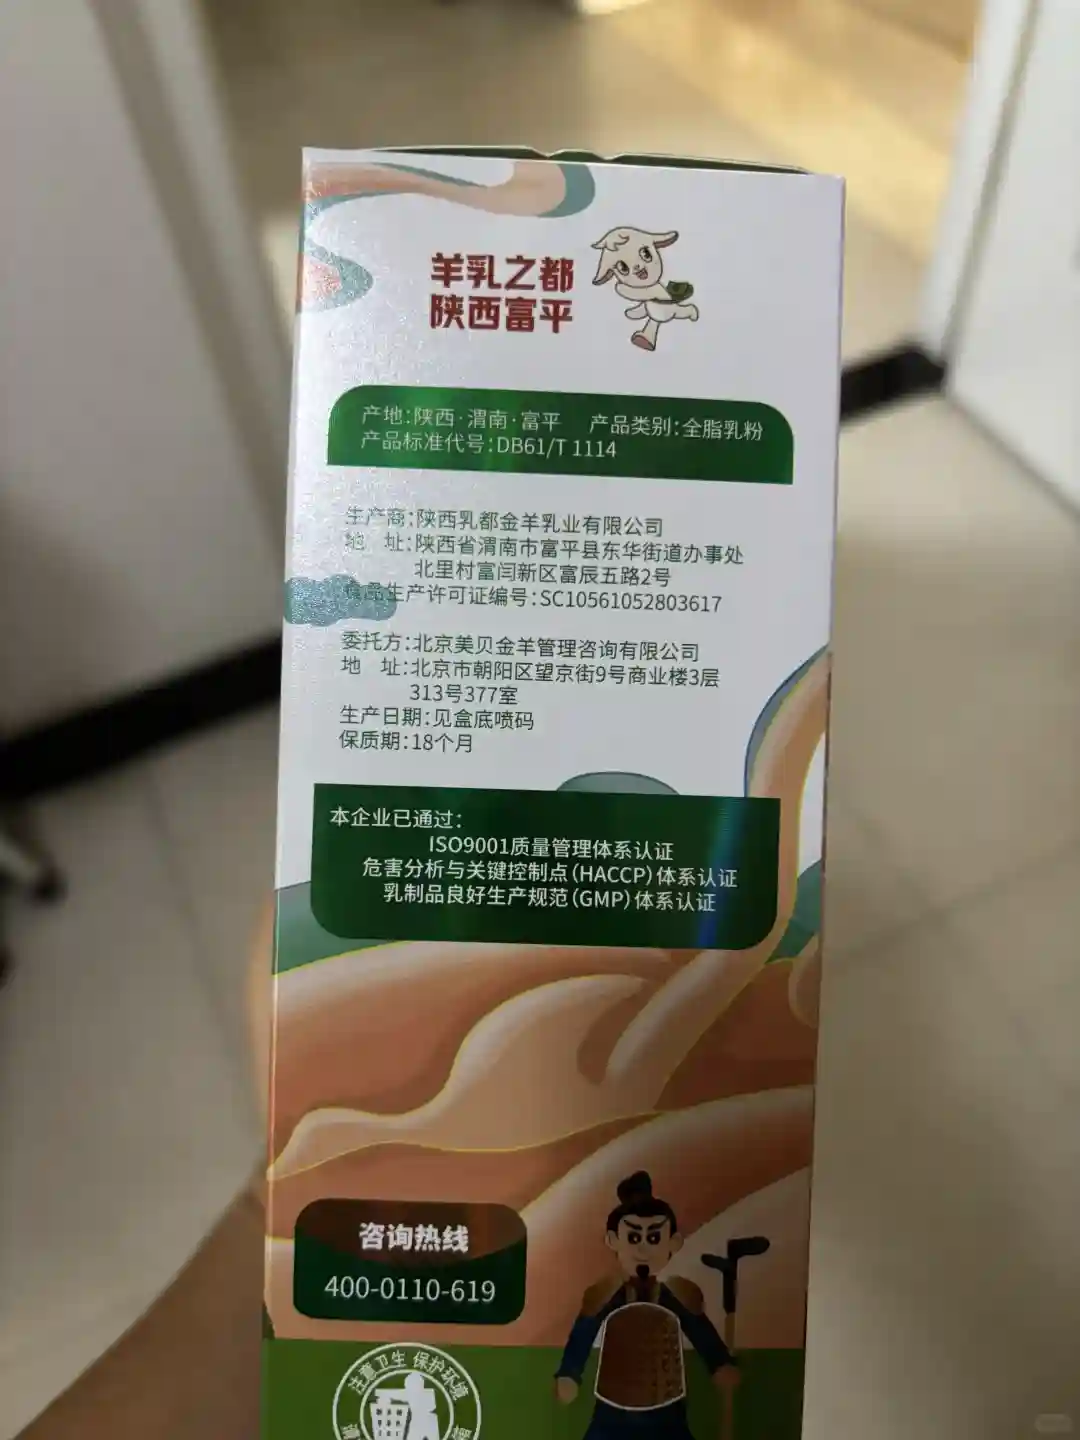 羊乳之都
陕西富平
产地:陕西·渭南·富平 产品类别:全脂乳粉
产品标准代号:DB61/T 1114
生产商:陕西乳都金羊乳业有限公司
地 址:陕西省渭南市富平县东华街道办事处
北里村富闫新区富辰五路2号
食品生产许可证编号:SC10561052803617
委托方:北京美贝金羊管理咨询有限公司
地 址:北京市朝阳区望京街9号商业楼3层
313号377室
生产日期:见盒底喷码
保质期:18个月
本企业已通过:
ISO9001质量管理体系认证
危害分析与关键控制点(HACCP)体系认证
乳制品良好生产规范(GMP)体系认证
咨询热线
400-0110-619
注意卫生 保护环境